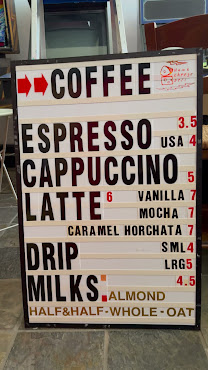 COFFEE
3.5
ESPRESSO USA 4
CAPPUCCINO 5
LATTE 6 VANILLA 7
MOCHA 7
CARAMEL HORCHATA 7
DRIP SML 4
LRG 5
4.5
MILKS: ALMOND
HALF&HALF-WHOLE-OAT